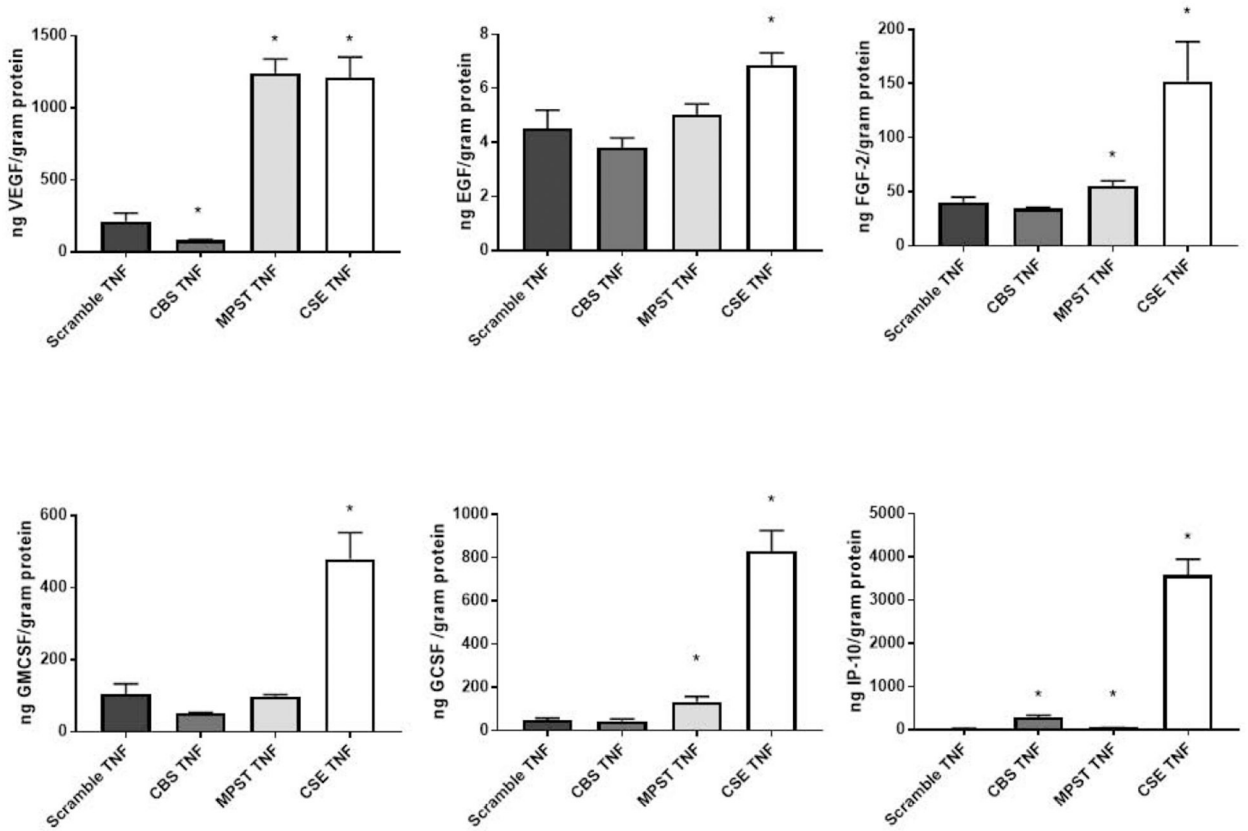 ng VEGF/gram protein
1500
1000
500
0
*
*
*
Scramble TNF
CBS TNF
MPST TNF
CSE TNF
ng EGF/gram protein
8
6
4
2
0
*
Scramble TNF
CBS TNF
MPST TNF
CSE TNF
ng FGF-2/gram protein
200
150
100
50
0
*
*
Scramble TNF
CBS TNF
MPST TNF
CSE TNF
ng GMCSF/gram protein
600
400
200
0
*
Scramble TNF
CBS TNF
MPST TNF
CSE TNF
ng GCSF /gram protein
1000
800
600
400
200
0
*
*
Scramble TNF
CBS TNF
MPST TNF
CSE TNF
ng IP-10/gram protein
5000
4000
3000
2000
1000
0
*
*
*
Scramble TNF
CBS TNF
MPST TNF
CSE TNF